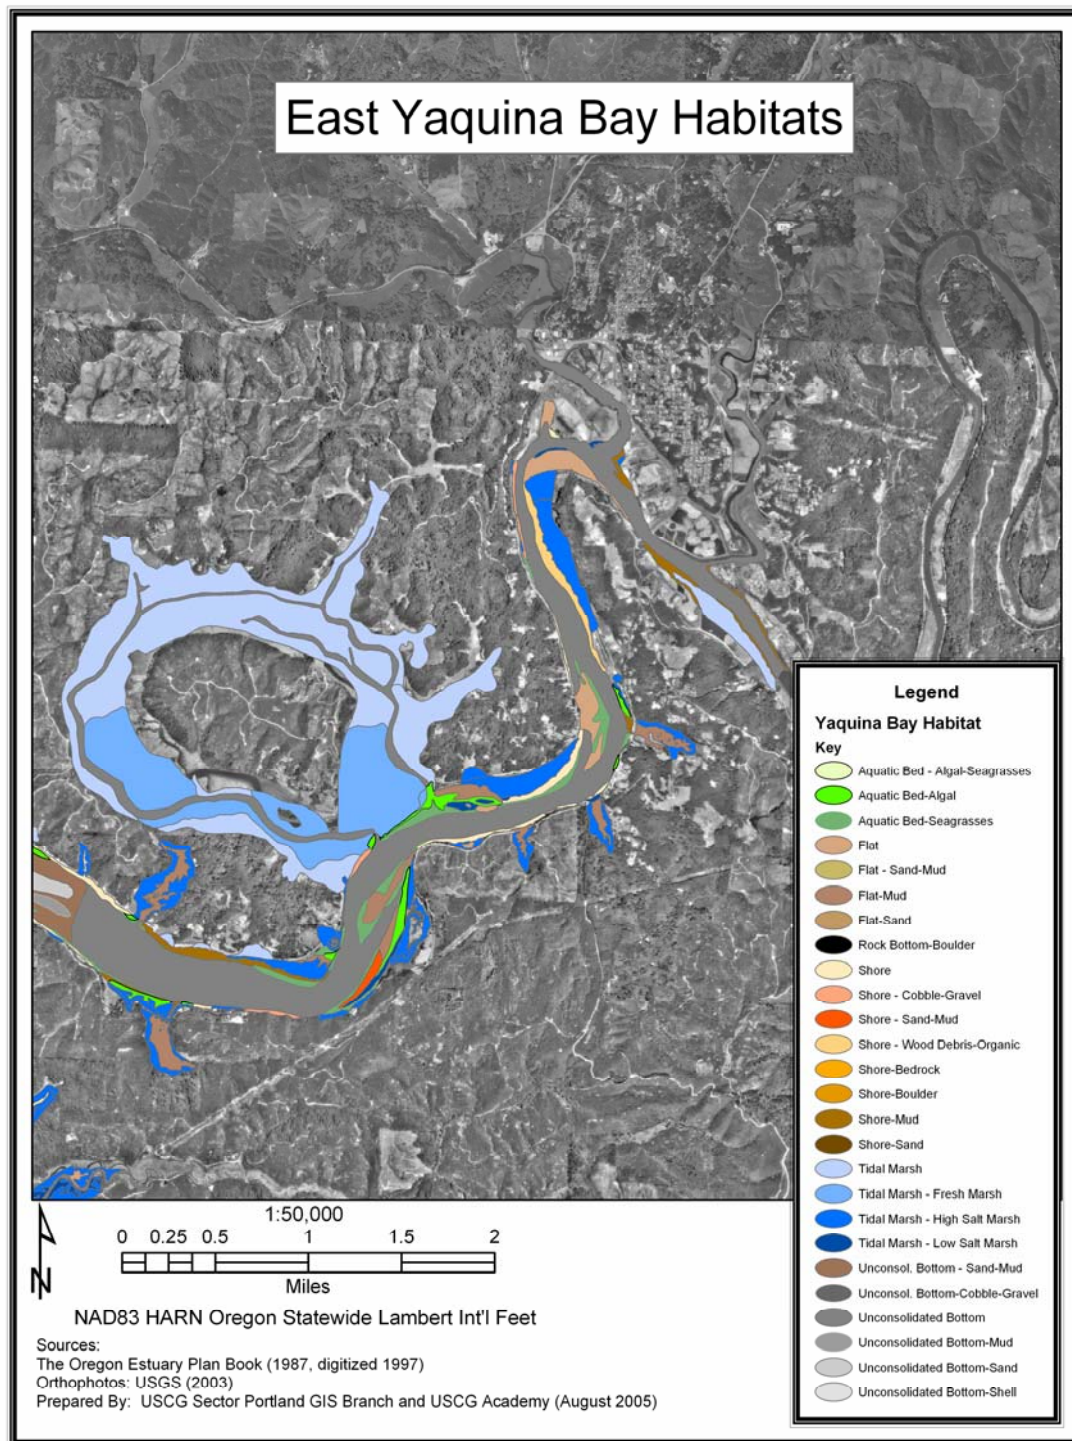 East Yaquina Bay Habitats
Legend
Yaquina Bay Habitat
Key
Aquatic Bed - Algal-Seagrasses
Aquatic Bed-Algal
Aquatic Bed-Seagrasses
Flat
Flat - Sand-Mud
Flat-Mud
Flat-Sand
Rock Bottom-Boulder
Shore
Shore - Cobble-Gravel
Shore - Sand-Mud
Shore - Wood Debris-Organic
Shore-Bedrock
Shore-Boulder
Shore-Mud
Shore-Sand
Tidal Marsh
Tidal Marsh - Fresh Marsh
Tidal Marsh - High Salt Marsh
Tidal Marsh - Low Salt Marsh
Unconsol. Bottom - Sand-Mud
Unconsol. Bottom-Cobble-Gravel
Unconsolidated Bottom
Unconsolidated Bottom-Mud
Unconsolidated Bottom-Sand
Unconsolidated Bottom-Shell
1:50,000
0 0.25 0.5 1 1.5 2
Miles
N
NAD83 HARN Oregon Statewide Lambert Int'l Feet
Sources:
The Oregon Estuary Plan Book (1987, digitized 1997)
Orthophotos: USGS (2003)
Prepared By: USCG Sector Portland GIS Branch and USCG Academy (August 2005)